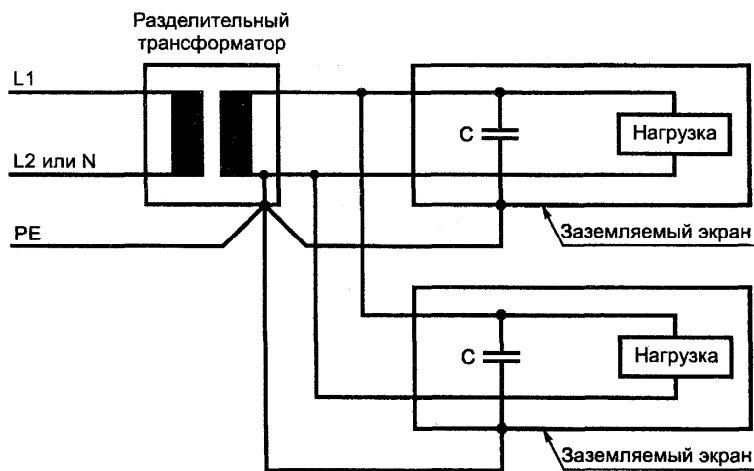 Разделительный
трансформатор
L1
C
Нагрузка
L2 или N
PE
Заземляемый экран
C
Нагрузка
Заземляемый экран